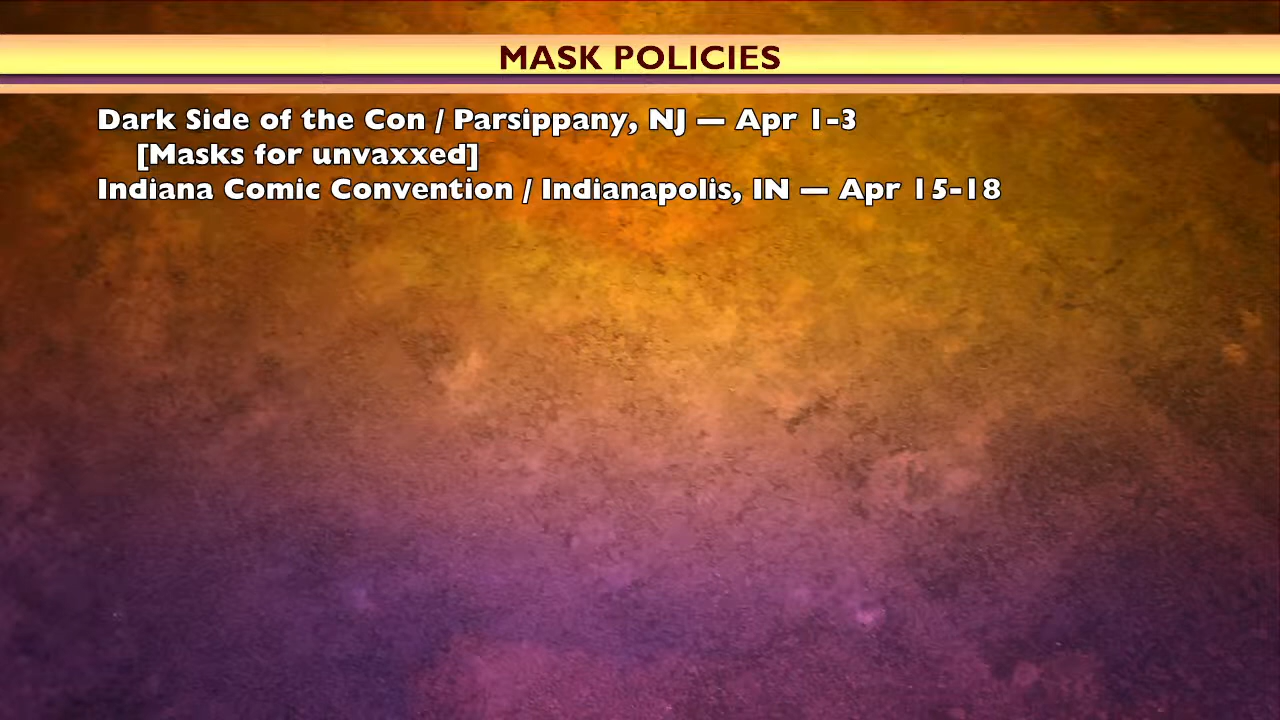 MASK POLICIES
Dark Side of the Con / Parsippany, NJ — Apr 1-3
[Masks for unvaxxed]
Indiana Comic Convention / Indianapolis, IN — Apr 15-18